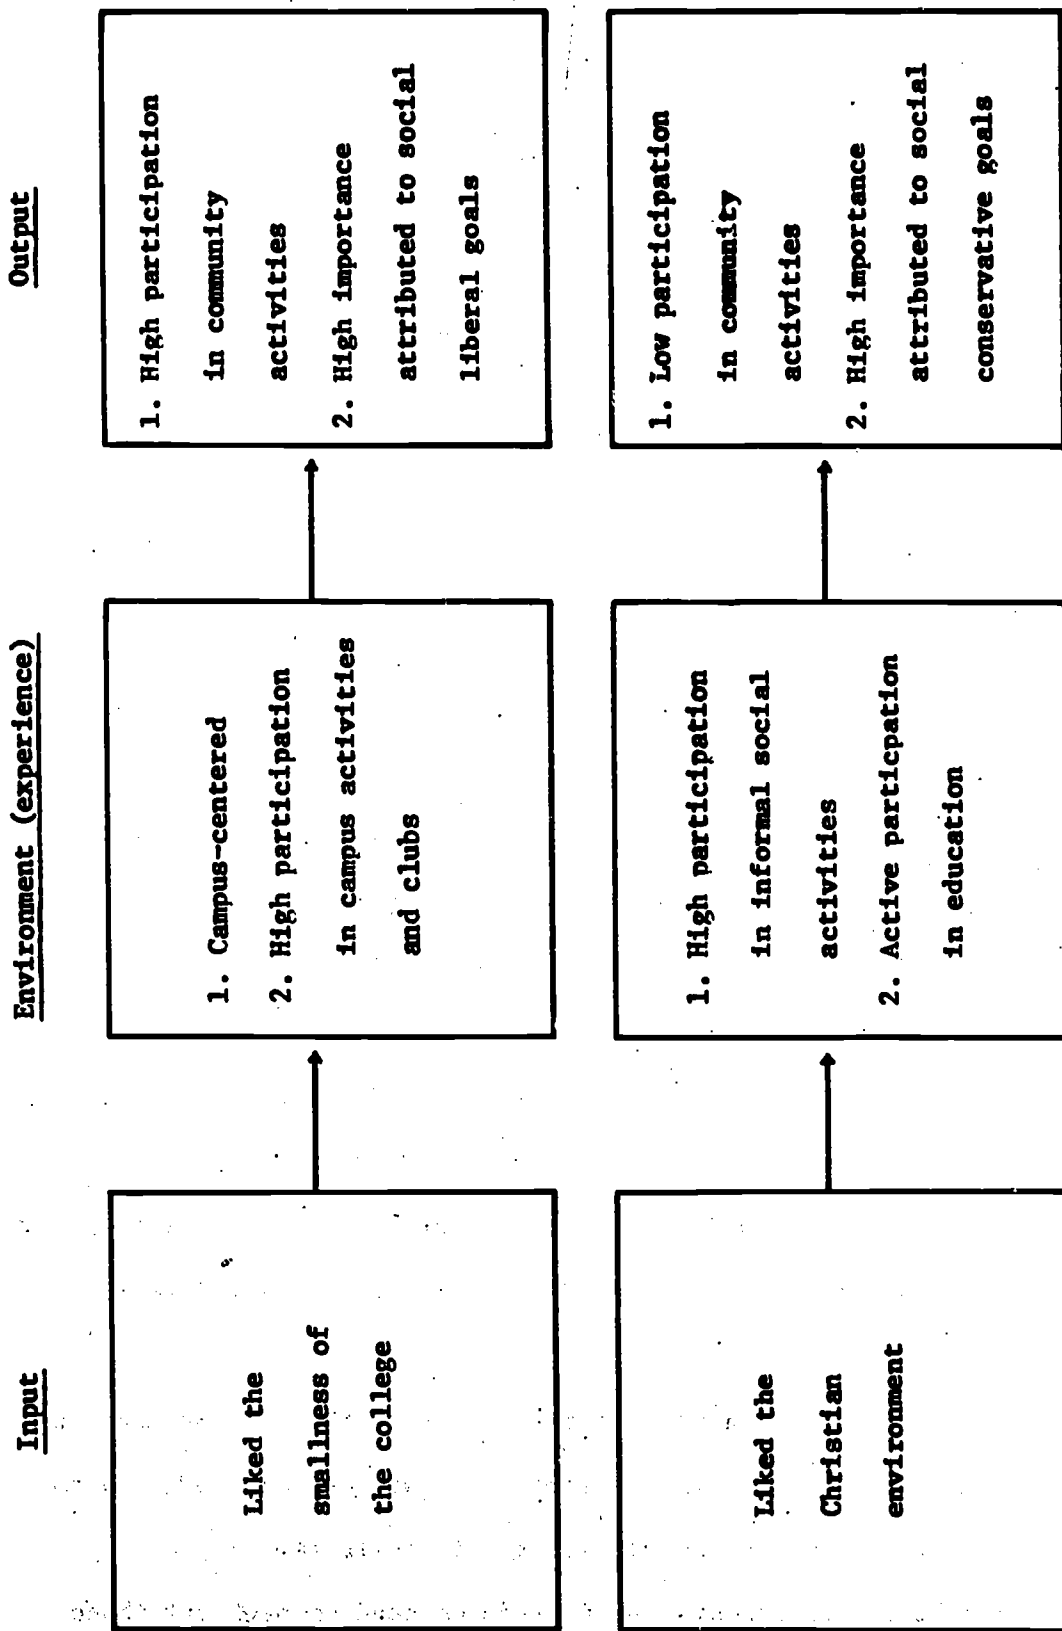 Input
Environment (experience)
Output
Liked the
smallness of
the college
1. Campus-centered
2. High participation
in campus activities
and clubs
1. High participation
in community
activities
2. High importance
attributed to social
liberal goals
Liked the
Christian
environment
1. High participation
in informal social
activities
2. Active particpation
in education
1. Low participation
in community
activities
2. High importance
attributed to social
conservative goals